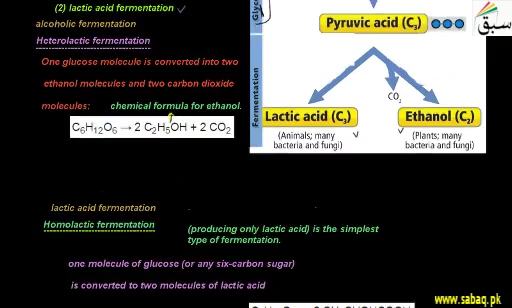 (2) lactic acid fermentation
alcoholic fermentation
Heterolactic fermentation
One glucose molecule is converted into two
ethanol molecules and two carbon dioxide
molecules: chemical formula for ethanol.
C₆H₁₂O₆ → 2 C₂H₅OH + 2 CO₂
Pyruvic acid (C₃)
سبق
Fermentation
CO₂
Lactic acid (C₃)
(Animals; many
bacteria and fungi)
Ethanol (C₂)
(Plants; many
bacteria and fungi)
lactic acid fermentation
Homolactic fermentation
(producing only lactic acid) is the simplest
type of fermentation.
one molecule of glucose (or any six-carbon sugar)
is converted to two molecules of lactic acid
www.sabaq.pk